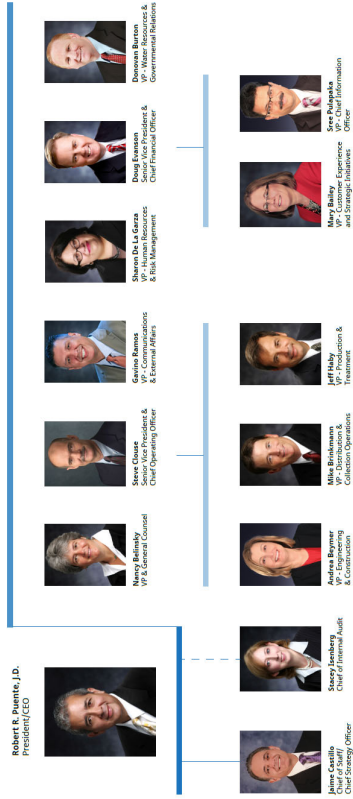 Robert R. Puente, J.D.
President/CEO
Nancy Belinsky
VP & General Counsel
Steve Clouse
Senior Vice President &
Chief Operating Officer
Gavino Ramos
VP - Communications
& External Affairs
Sharon De La Garza
VP - Human Resources
& Risk Management
Doug Evanson
Senior Vice President &
Chief Financial Officer
Donovan Burton
VP - Water Resources &
Governmental Relations
Jaime Castillo
Chief of Staff/
Chief Strategy Officer
Stacey Isenberg
Chief of Internal Audit
Andrea Beymer
VP - Engineering
& Construction
Mike Brinkmann
VP - Distribution &
Collection Operations
Jeff Haby
VP - Production &
Treatment
Mary Bailey
VP - Customer Experience
and Strategic Initiatives
Sree Pulapaka
VP - Chief Information
Officer